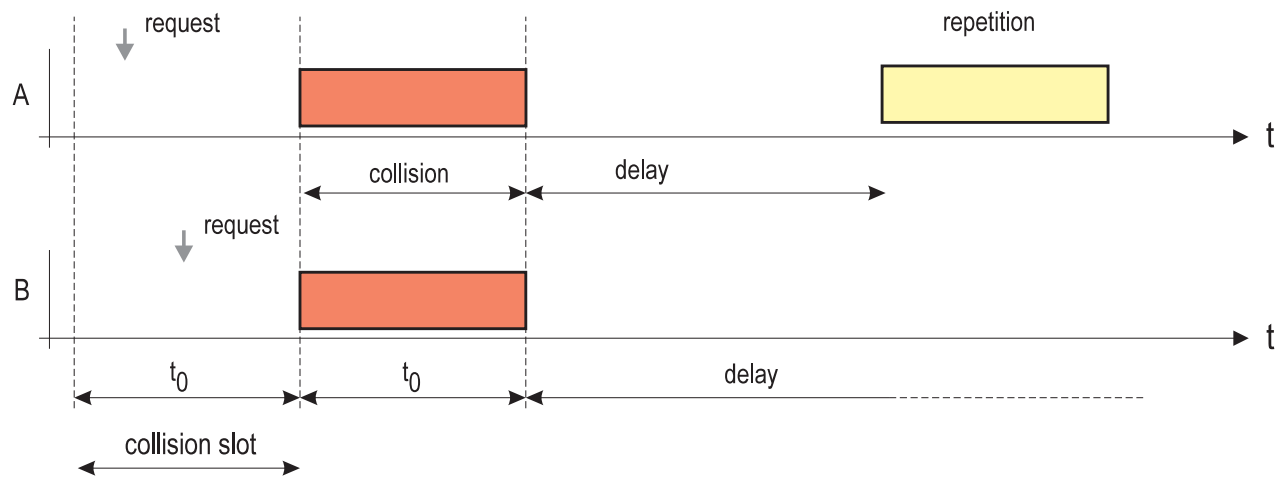 request
repetition
A
t
collision
delay
request
B
t
t0
t0
delay
collision slot